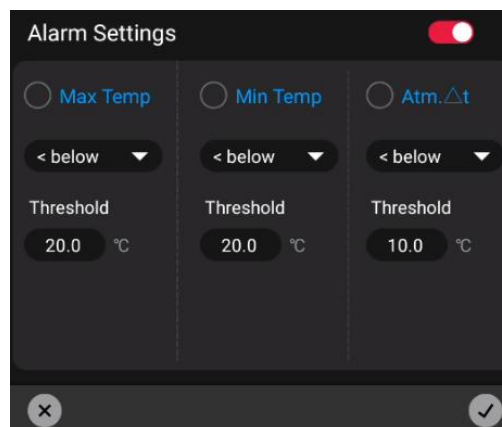 Alarm Settings
Max Temp Min Temp Atm.△t
< below < below < below
Threshold Threshold Threshold
20.0 ℃ 20.0 ℃ 10.0 ℃